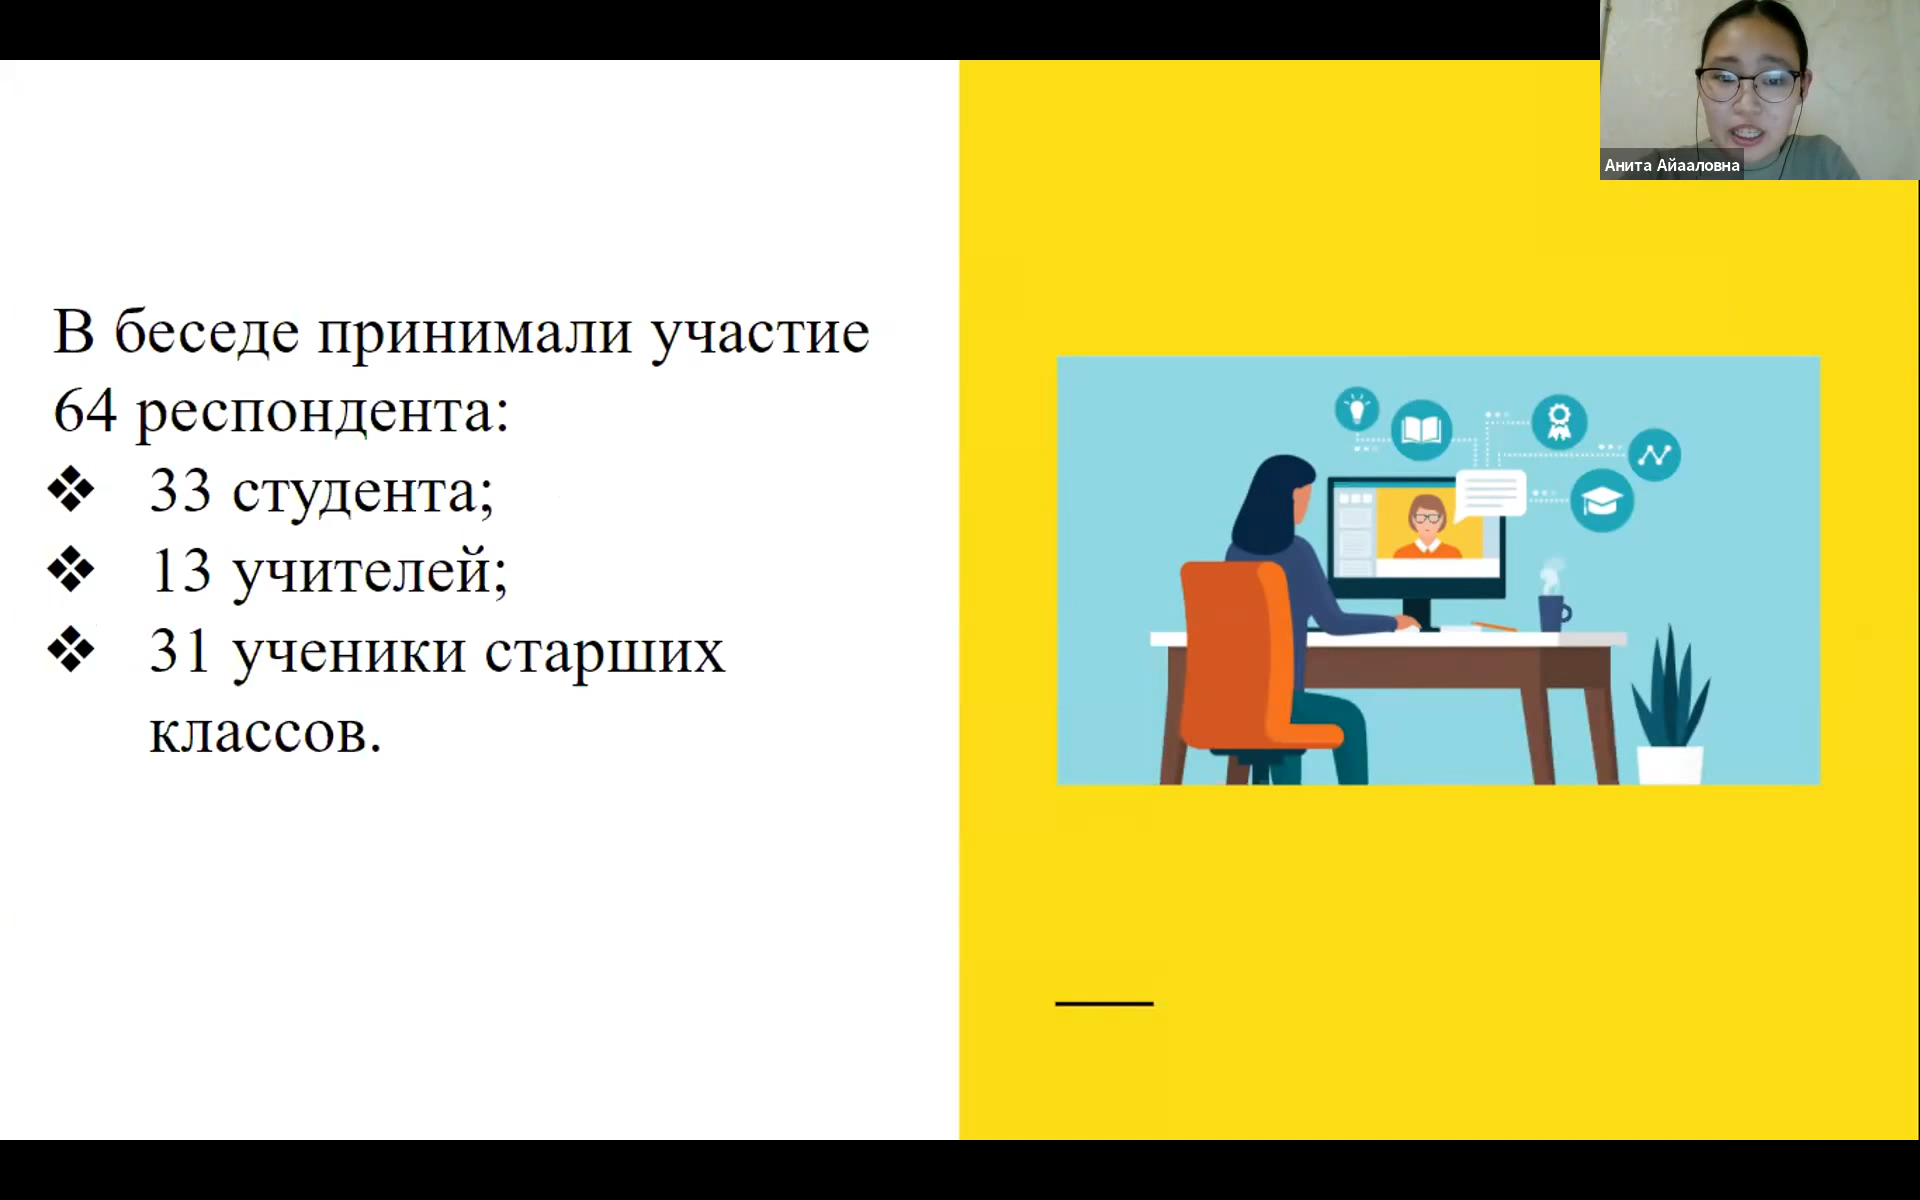 Анита Айааловна
В беседе принимали участие
64 респондента:
❖ 33 студента;
❖ 13 учителей;
❖ 31 ученики старших
классов.